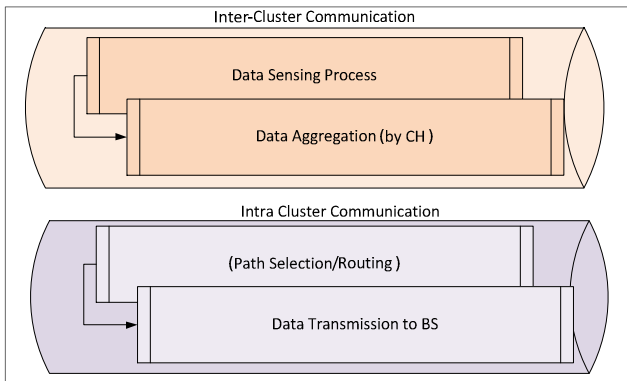 Inter-Cluster Communication
Data Sensing Process
Data Aggregation (by CH )
Intra Cluster Communication
(Path Selection/Routing )
Data Transmission to BS